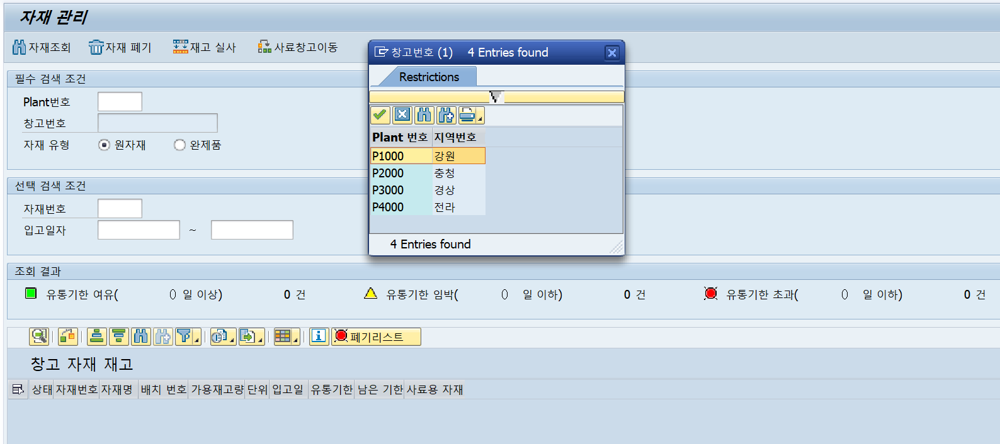 자재 관리
자재조회 자재 폐기 재고 실사 사료창고이동
창고번호 (1) 4 Entries found
Restrictions
Plant 번호 지역번호
P1000 강원
P2000 충청
P3000 경상
P4000 전라
4 Entries found
필수 검색 조건
Plant번호
창고번호
자재 유형 원자재 완제품
선택 검색 조건
자재번호
입고일자 ~
조회 결과
유통기한 여유( 0 일 이상) 0 건 유통기한 임박( 0 일 이하) 0 건 유통기한 초과( 0 일 이하) 0 건
폐기리스트
창고 자재 재고
상태 자재번호 자재명 배치 번호 가용재고량 단위 입고일 유통기한 남은 기한 사료용 자재